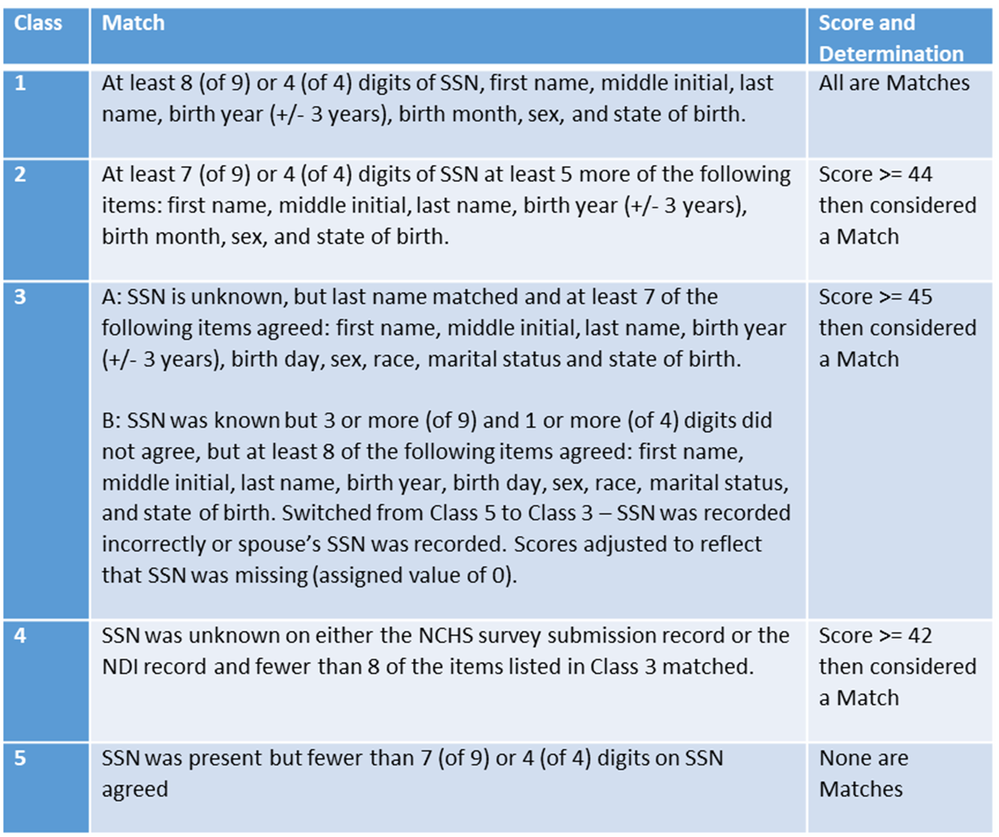 Class Match Score and
Determination
1 At least 8 (of 9) or 4 (of 4) digits of SSN, first name, middle initial, last All are Matches
name, birth year (+/- 3 years), birth month, sex, and state of birth.
2 At least 7 (of 9) or 4 (of 4) digits of SSN at least 5 more of the following Score >= 44
items: first name, middle initial, last name, birth year (+/- 3 years), then considered
birth month, sex, and state of birth. a Match
3 A: SSN is unknown, but last name matched and at least 7 of the Score >= 45
following items agreed: first name, middle initial, last name, birth year then considered
(+/- 3 years), birth day, sex, race, marital status and state of birth. a Match
B: SSN was known but 3 or more (of 9) and 1 or more (of 4) digits did
not agree, but at least 8 of the following items agreed: first name,
middle initial, last name, birth year, birth day, sex, race, marital status,
and state of birth. Switched from Class 5 to Class 3 – SSN was recorded
incorrectly or spouse’s SSN was recorded. Scores adjusted to reflect
that SSN was missing (assigned value of 0).
4 SSN was unknown on either the NCHS survey submission record or the Score >= 42
NDI record and fewer than 8 of the items listed in Class 3 matched. then considered
a Match
5 SSN was present but fewer than 7 (of 9) or 4 (of 4) digits on SSN None are
agreed Matches